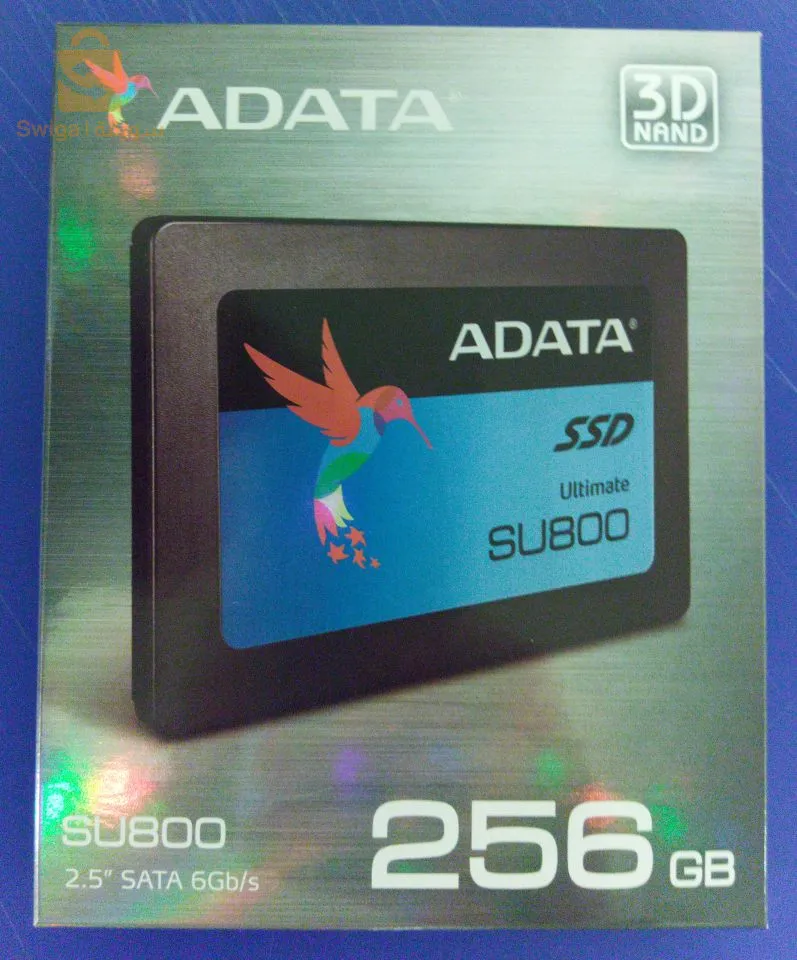 ADATA
3D
NAND
ADATA®
SSD
Ultimate
SU800
SU800
2.5" SATA 6Gb/s
256 GB